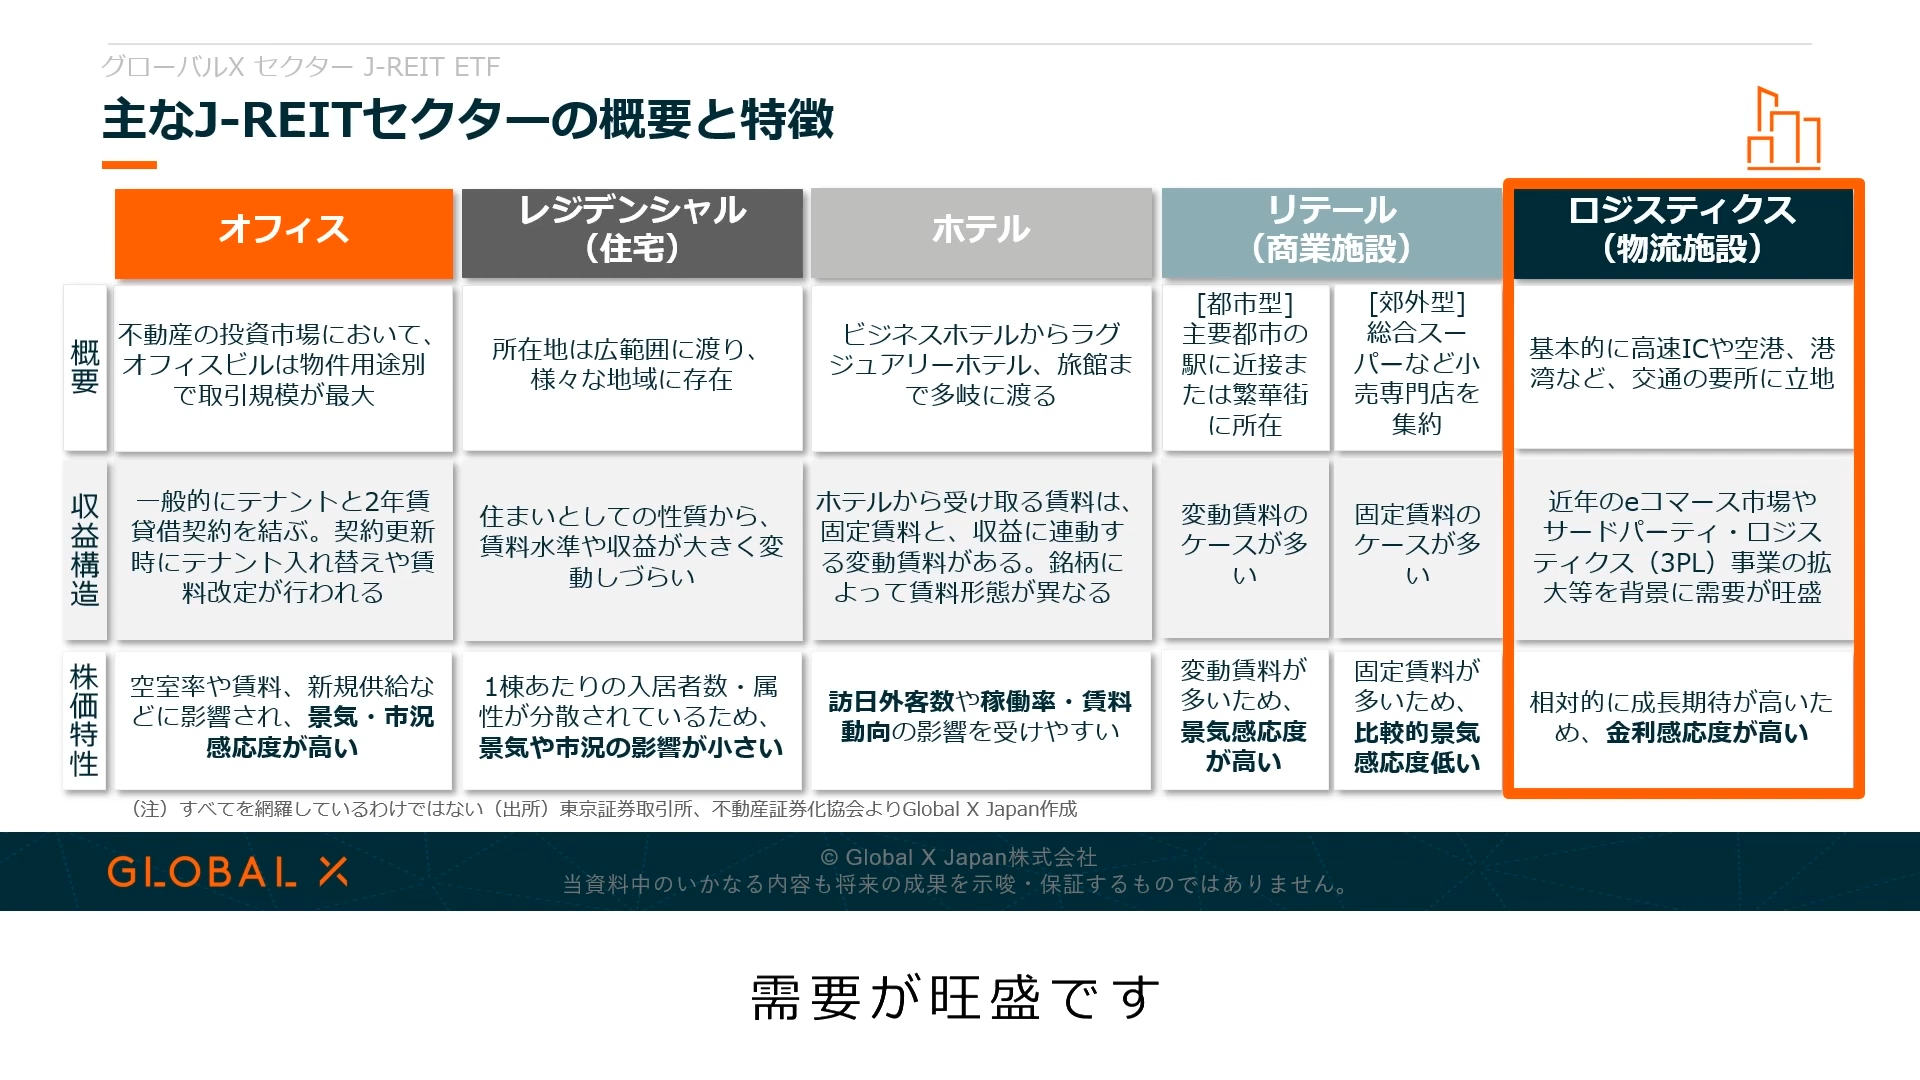 グローバルX セクター J-REIT ETF
主なJ-REITセクターの概要と特徴
オフィス
レジデンシャル
（住宅）
ホテル
リテール
（商業施設）
ロジスティクス
（物流施設）
概要
不動産の投資市場において、
オフィスビルは物件用途別
で取引規模が最大
所在地は広範囲に渡り、
様々な地域に存在
ビジネスホテルからラグ
ジュアリーホテル、旅館ま
で多岐に渡る
[都市型]
主要都市の
駅に近接ま
たは繁華街
に所在
[郊外型]
総合スー
パーなど小
売専門店を
集約
基本的に高速ICや空港、港
湾など、交通の要所に立地
収益構造
一般的にテナントと2年賃
貸借契約を結ぶ。契約更新
時にテナント入れ替えや賃
料改定が行われる
住まいとしての性質から、
賃料水準や収益が大きく変
動しづらい
ホテルから受け取る賃料は、
固定賃料と、収益に連動す
る変動賃料がある。銘柄に
よって賃料形態が異なる
変動賃料の
ケースが多
い
固定賃料の
ケースが多
い
近年のeコマース市場や
サードパーティ・ロジス
ティクス（3PL）事業の拡
大等を背景に需要が旺盛
株価特性
空室率や賃料、新規供給な
どに影響され、景気・市況
感応度が高い
1棟あたりの入居者数・属
性が分散されているため、
景気や市況の影響が小さい
訪日外客数や稼働率・賃料
動向の影響を受けやすい
変動賃料が
多いため、
景気感応度
が高い
固定賃料が
多いため、
比較的景気
感応度低い
相対的に成長期待が高いた
め、金利感応度が高い
（注）すべてを網羅しているわけではない（出所）東京証券取引所、不動産証券化協会よりGlobal X Japan作成
GLOBAL X
© Global X Japan株式会社
当資料中のいかなる内容も将来の成果を示唆・保証するものではありません。
需要が旺盛です